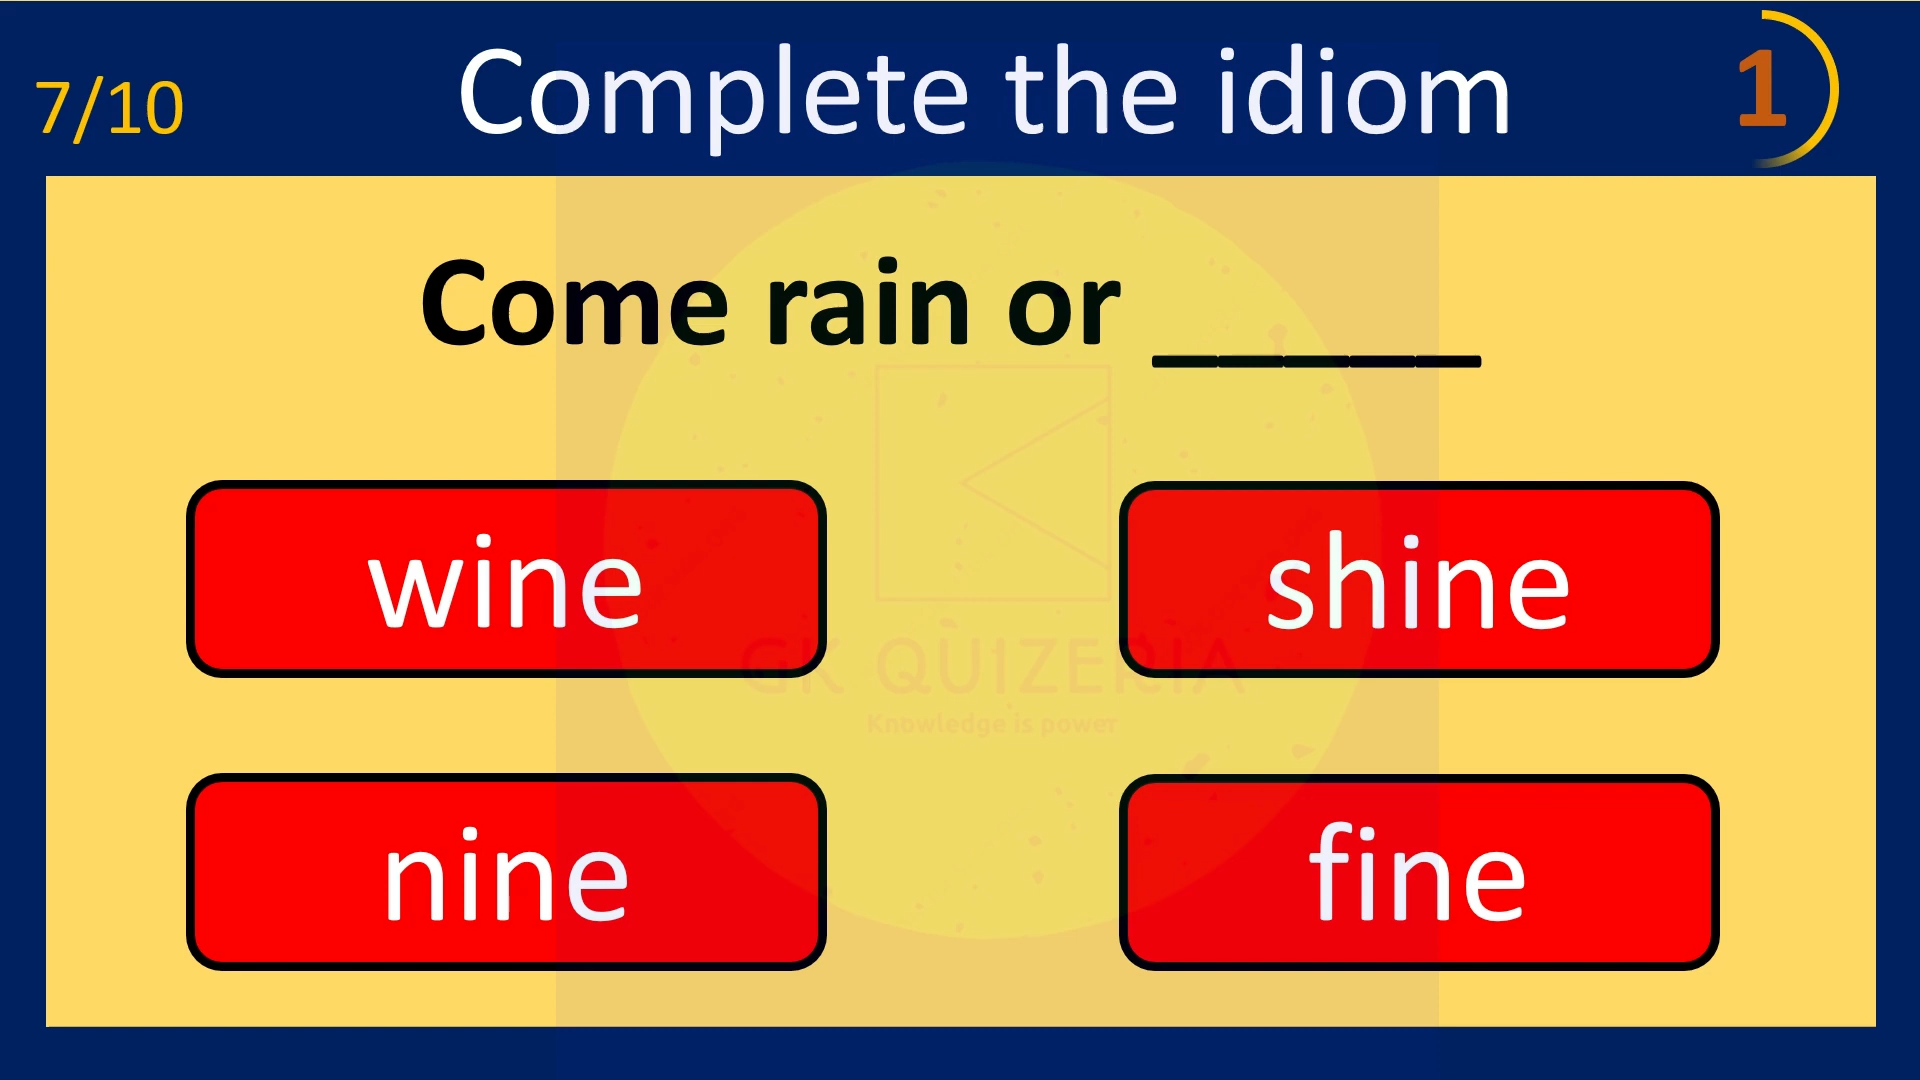 7/10
Complete the idiom
1
Come rain or _____
wine
shine
GK QUIZERIA
Knowledge is power
nine
fine